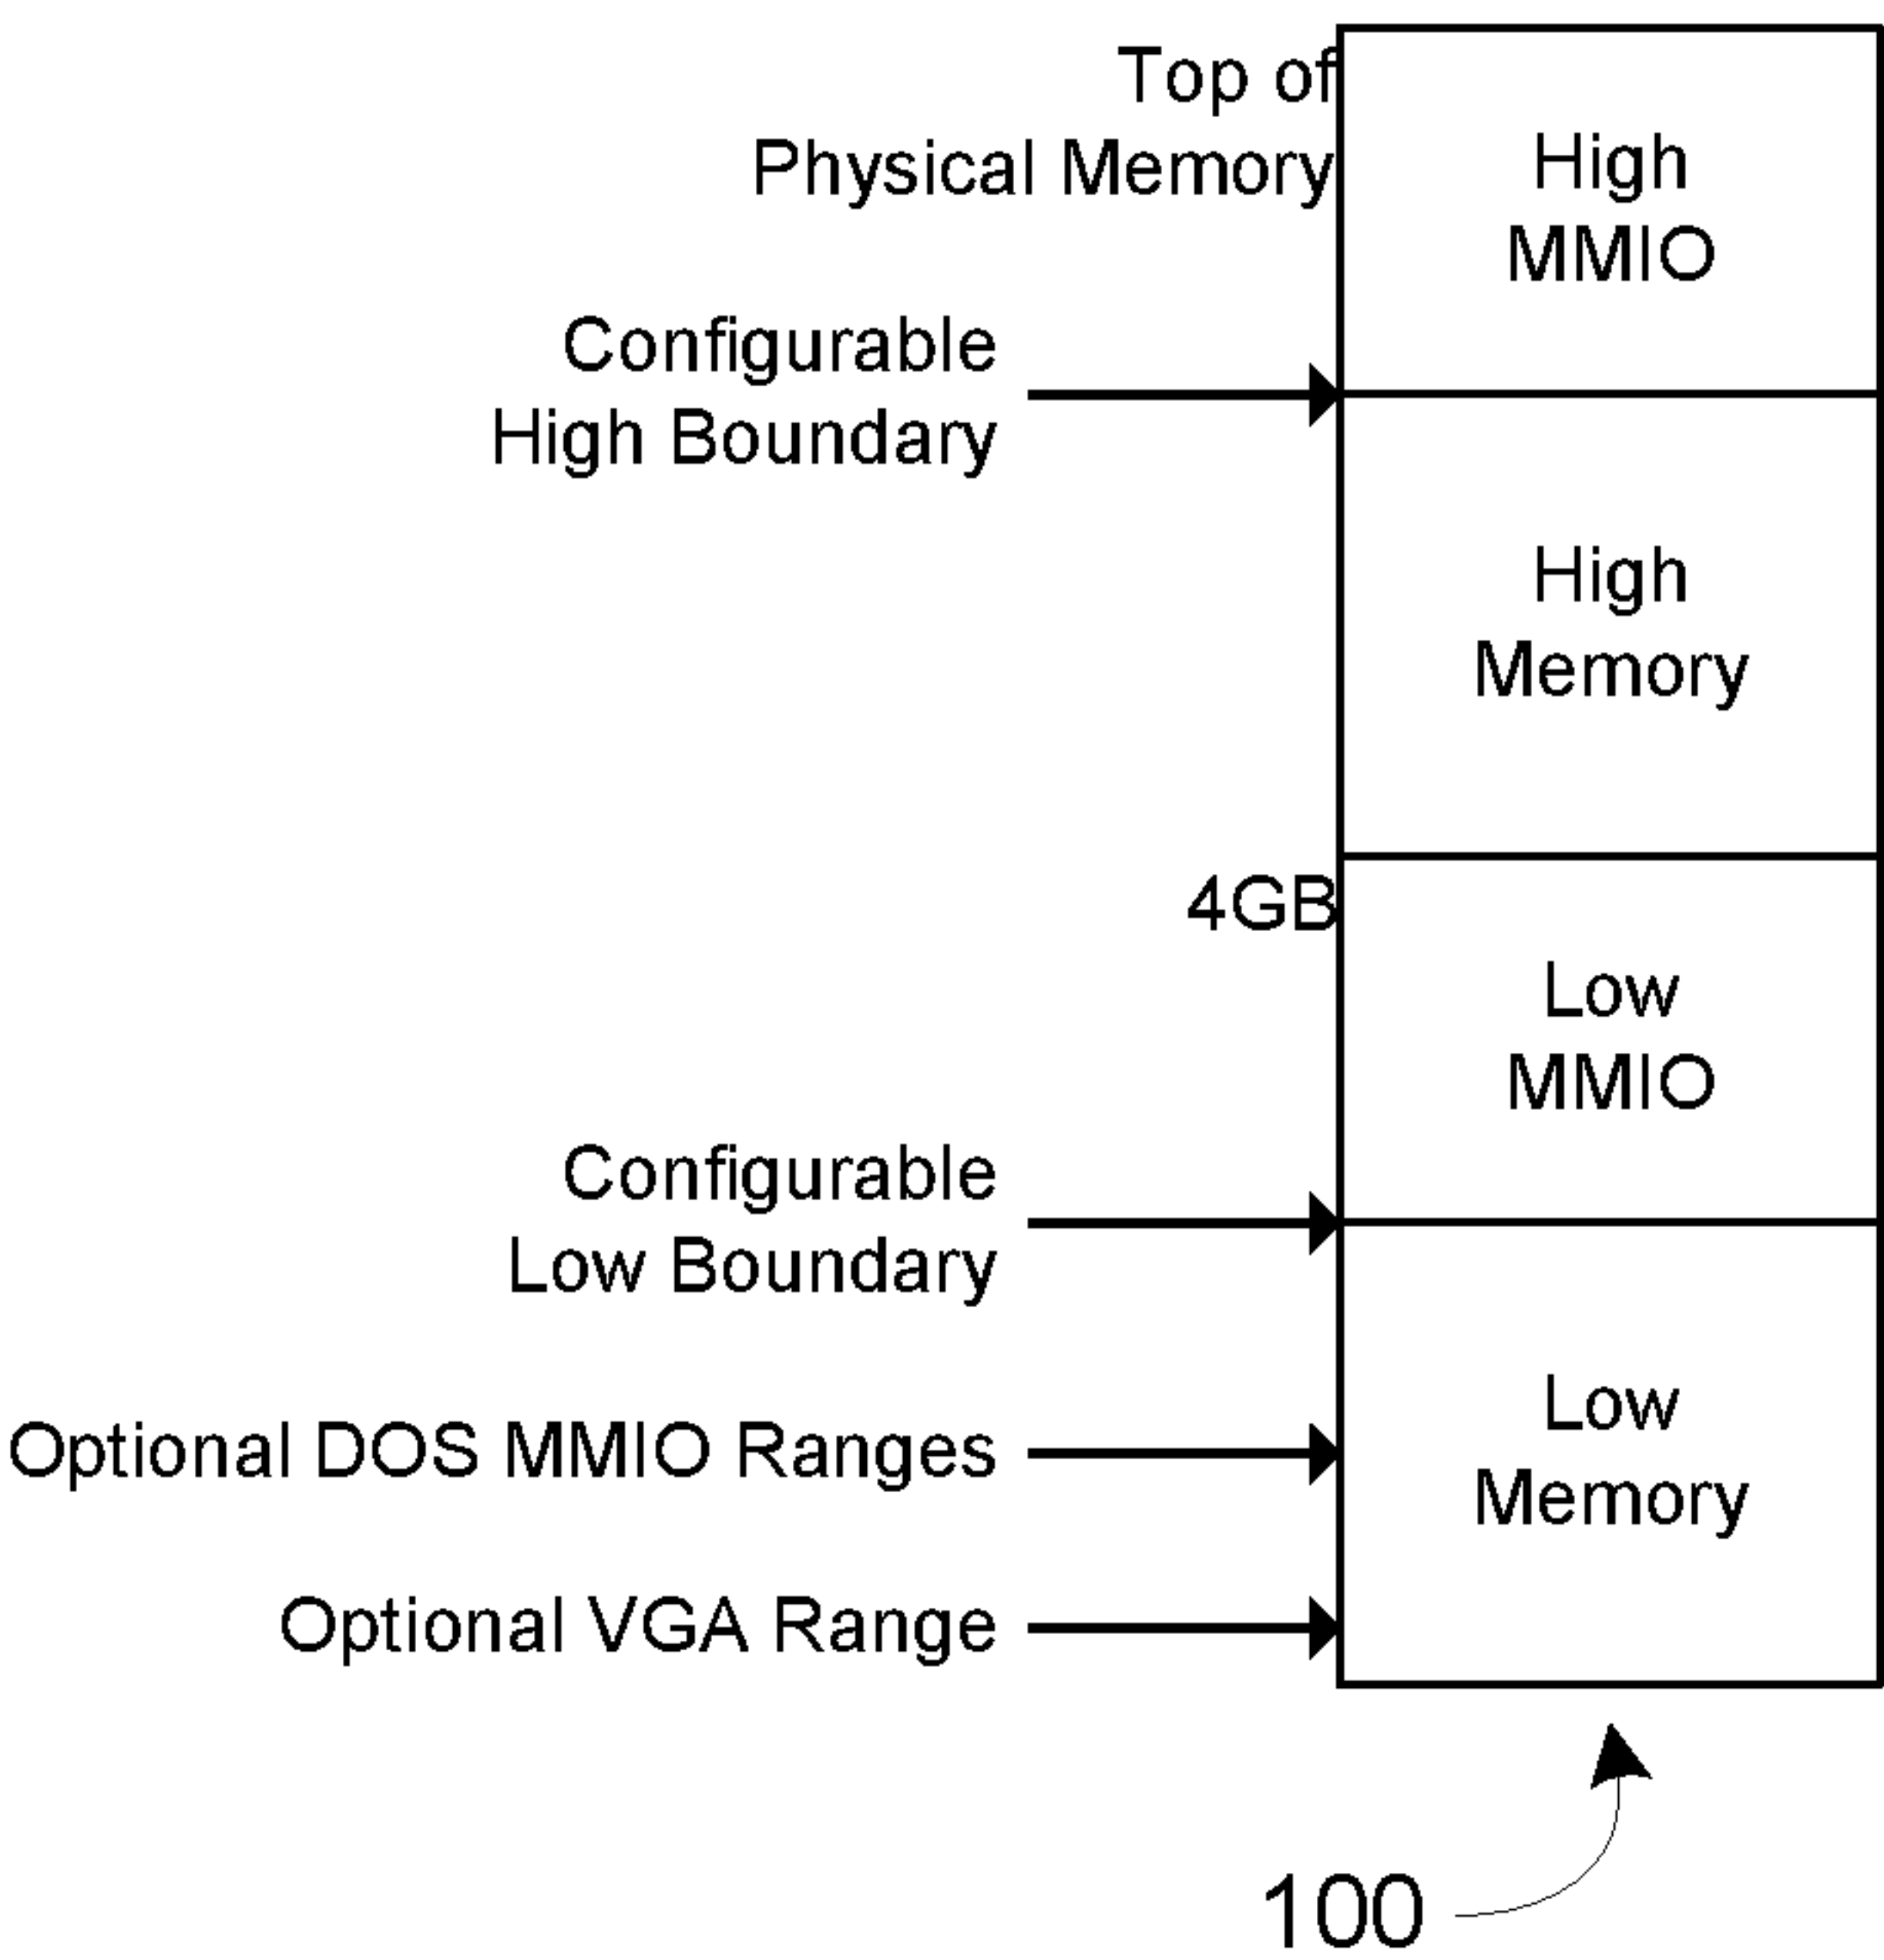 Top of
Physical Memory
High
MMIO
Configurable
High Boundary
High
Memory
4GB
Low
MMIO
Configurable
Low Boundary
Low
Memory
Optional DOS MMIO Ranges
Optional VGA Range
100